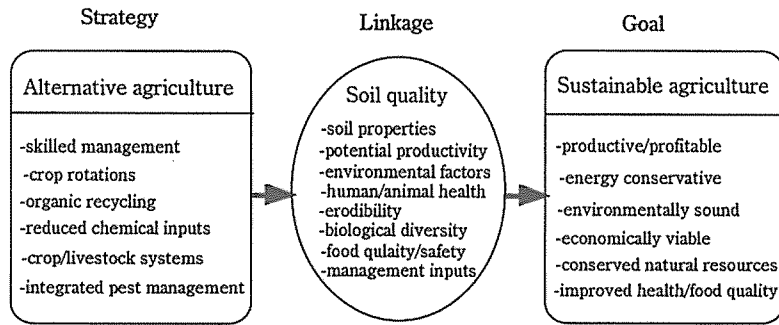 Strategy
Linkage
Goal
Alternative agriculture
-skilled management
-crop rotations
-organic recycling
-reduced chemical inputs
-crop/livestock systems
-integrated pest management
Soil quality
-soil properties
-potential productivity
-environmental factors
-human/animal health
-erodibility
-biological diversity
-food qulaity/safety
-management inputs
Sustainable agriculture
-productive/profitable
-energy conservative
-environmentally sound
-economically viable
-conserved natural resources
-improved health/food quality